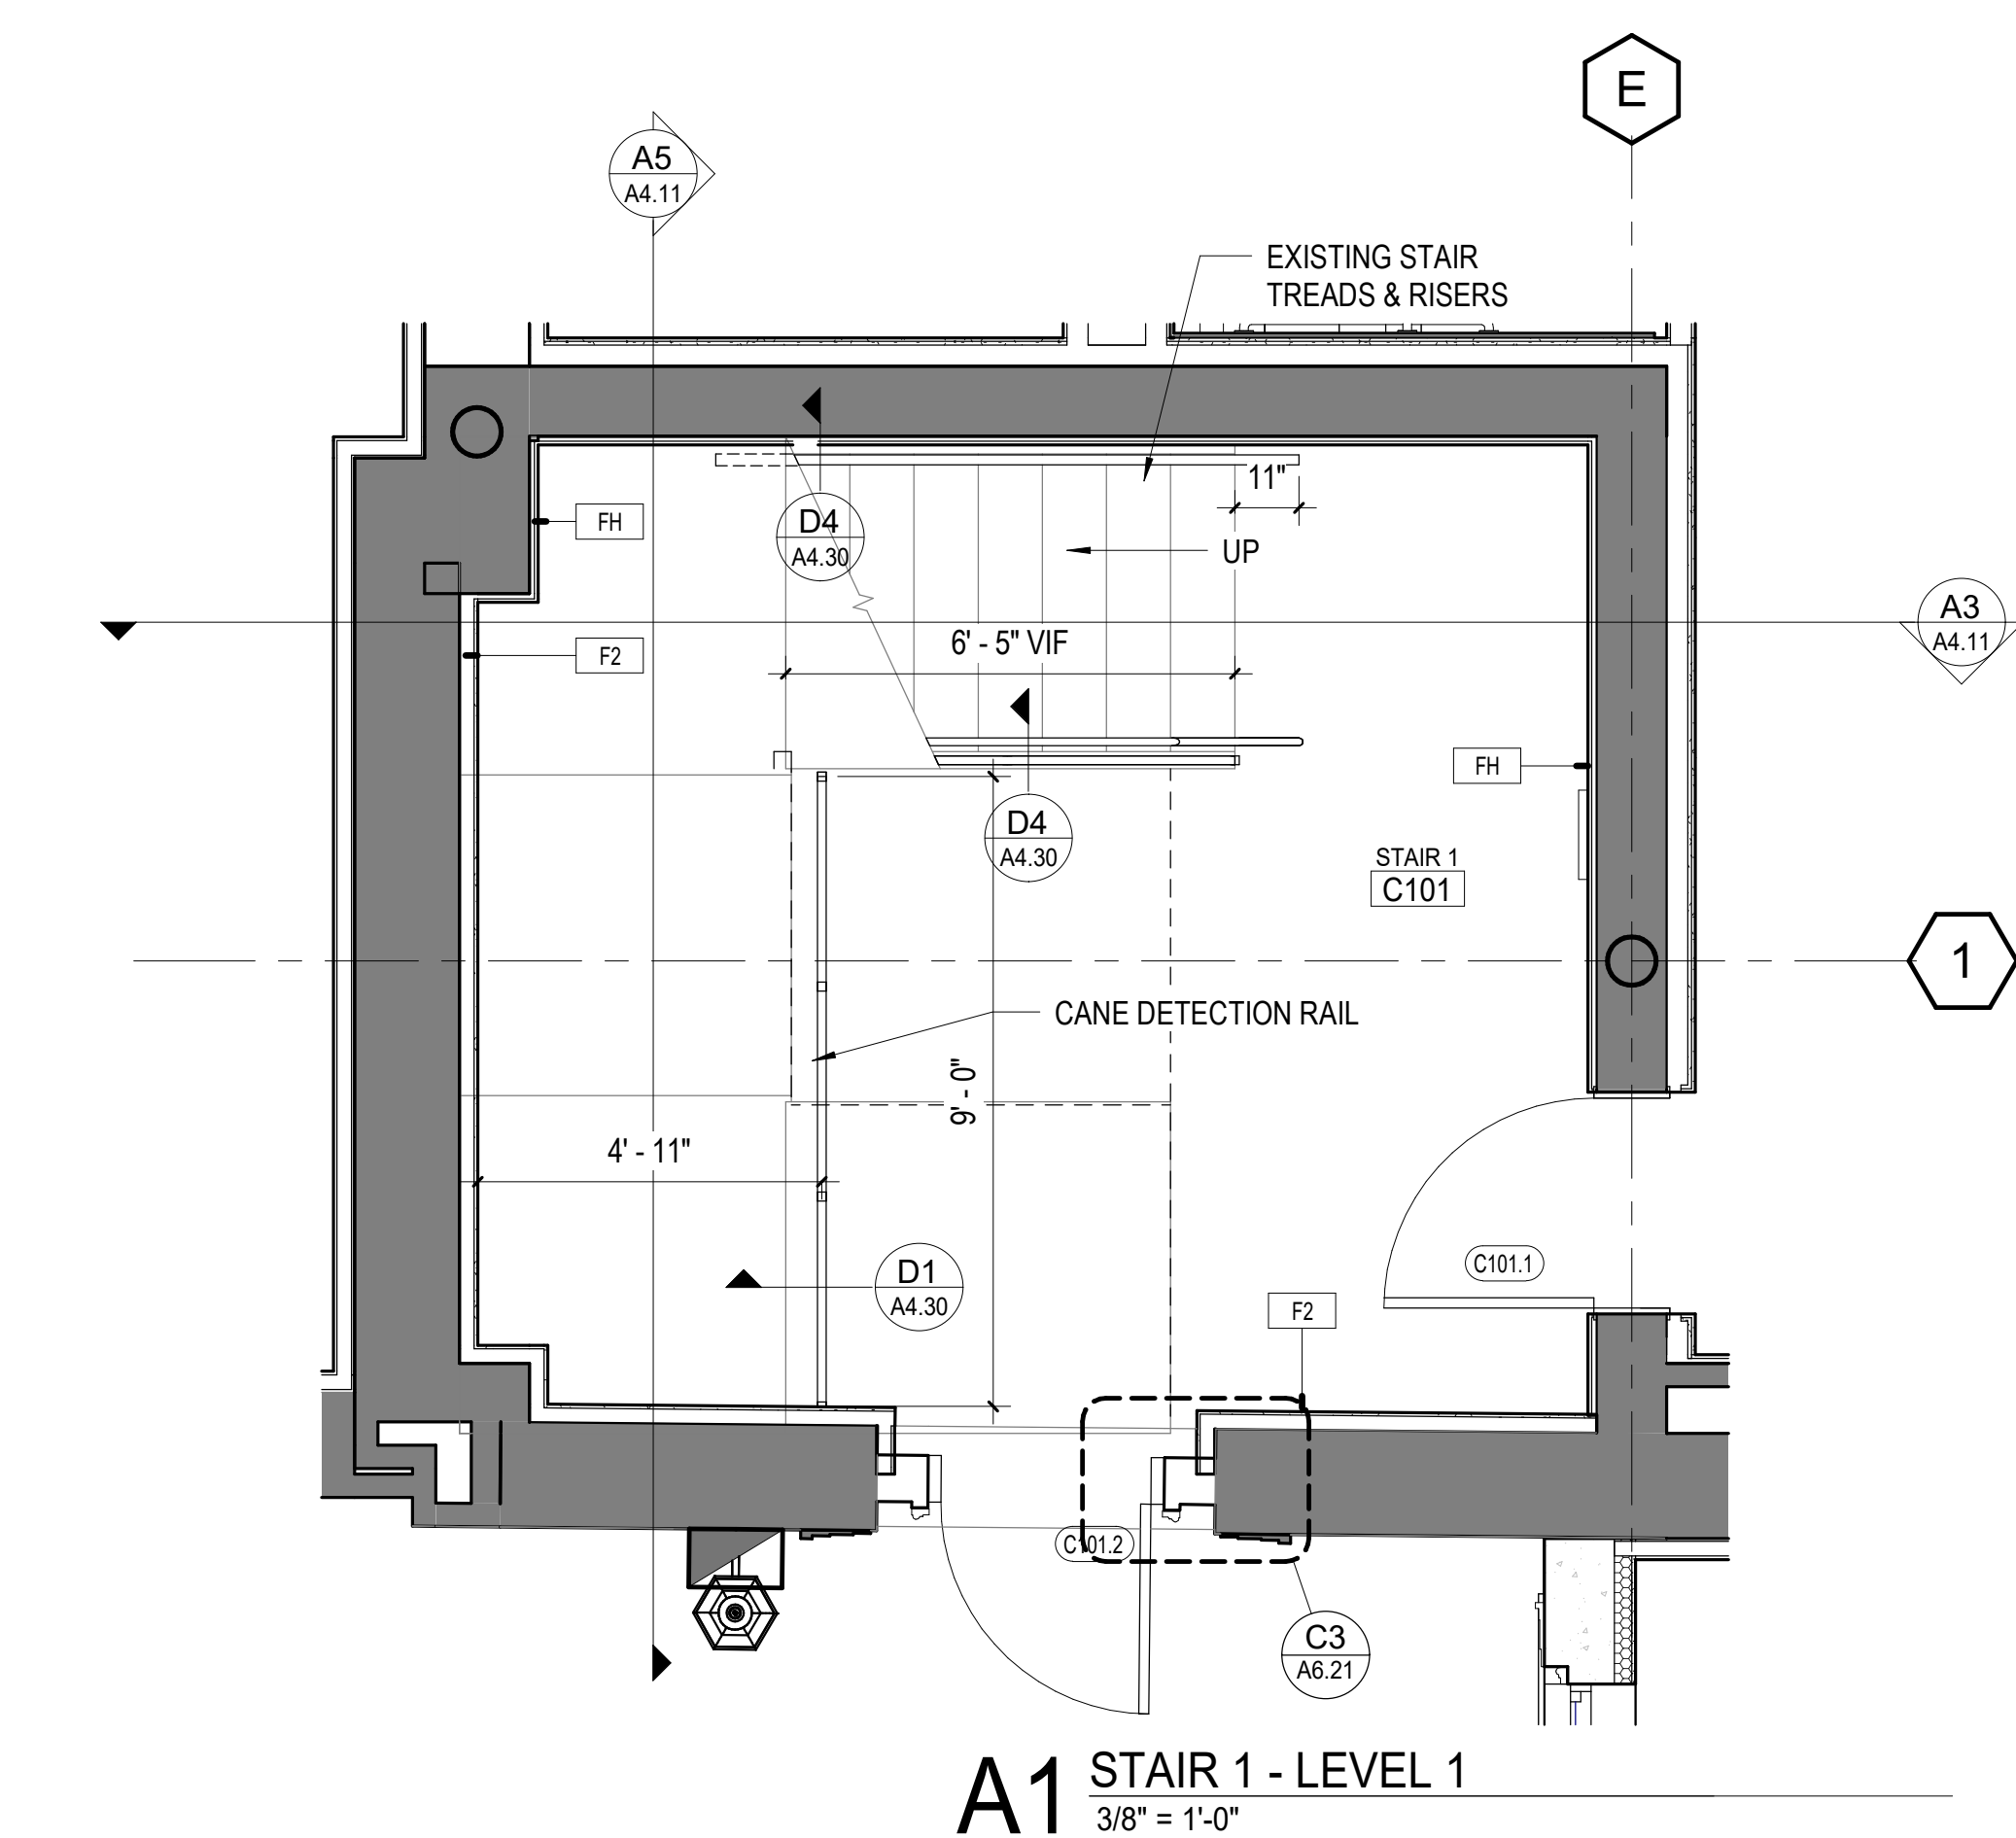 E
A5
A4.11
EXISTING STAIR
TREADS & RISERS
11"
FH
D4
A4.30
UP
A3
A4.11
6' - 5" VIF
F2
FH
D4
A4.30
STAIR 1
C101
1
CANE DETECTION RAIL
9' - 0"
4' - 11"
C101.1
D1
A4.30
F2
C101.2
C3
A6.21
A1
STAIR 1 - LEVEL 1
3/8" = 1'-0"